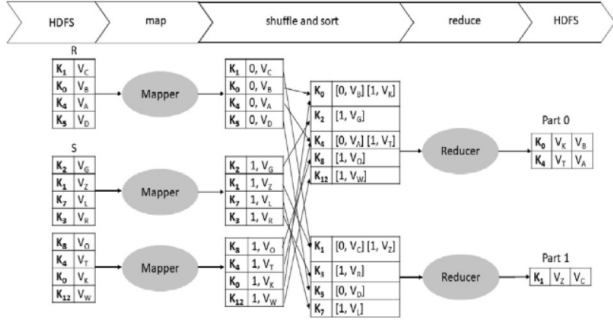 HDFS map shuffle and sort reduce HDFS
R
K1 VC
K0 VB
K4 VA
K5 VD
Mapper
K1 0, VC
K0 0, VB
K4 0, VA
K5 0, VD
S
K2 VG
K1 VZ
K7 VL
K3 VR
Mapper
K2 1, VG
K1 1, VZ
K7 1, VL
K3 1, VR
K8 VO
K4 VT
K0 VK
K12 VW
Mapper
K8 1, VO
K4 1, VT
K0 1, VK
K12 1, VW
K0 [0, VB] [1, VK]
K2 [1, VG]
K4 [0, VA] [1, VT]
K8 [1, VO]
K12 [1, VW]
Reducer
Part 0
K0 VK VB
K4 VT VA
K1 [0, VC] [1, VZ]
K3 [1, VR]
K5 [0, VD]
K7 [1, VL]
Reducer
Part 1
K1 VZ VC